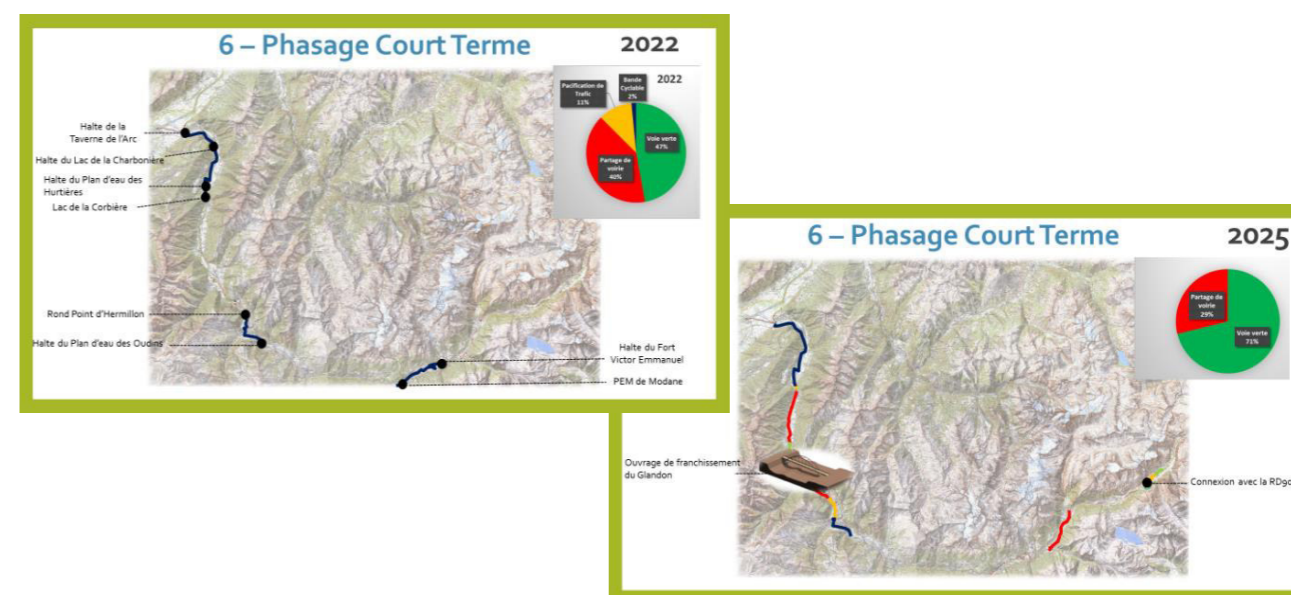 6 – Phasage Court Terme
2022
2022
Pacification de
Trafic
11%
Bande
Cyclable
2%
Voie verte
47%
Partage de
voirie
40%
Halte de la
Taverne de l'Arc
Halte du Lac de la Charbonière
Halte du Plan d'eau des
Hurtières
Lac de la Corbière
Rond Point d'Hermillon
Halte du Plan d'eau des Oudins
Halte du Fort
Victor Emmanuel
PEM de Modane
6 – Phasage Court Terme
2025
Partage de
voirie
29%
Voie verte
71%
Ouvrage de franchissement
du Glandon
Connexion avec la RD90